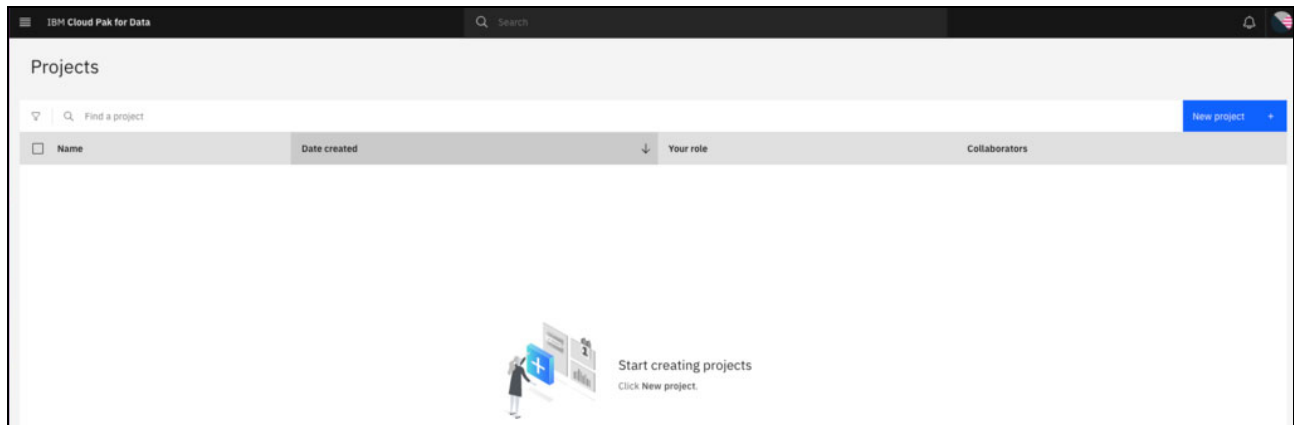 IBM Cloud Pak for Data
Search
Projects
Find a project
New project +
Name Date created Your role Collaborators
Start creating projects
Click New project.